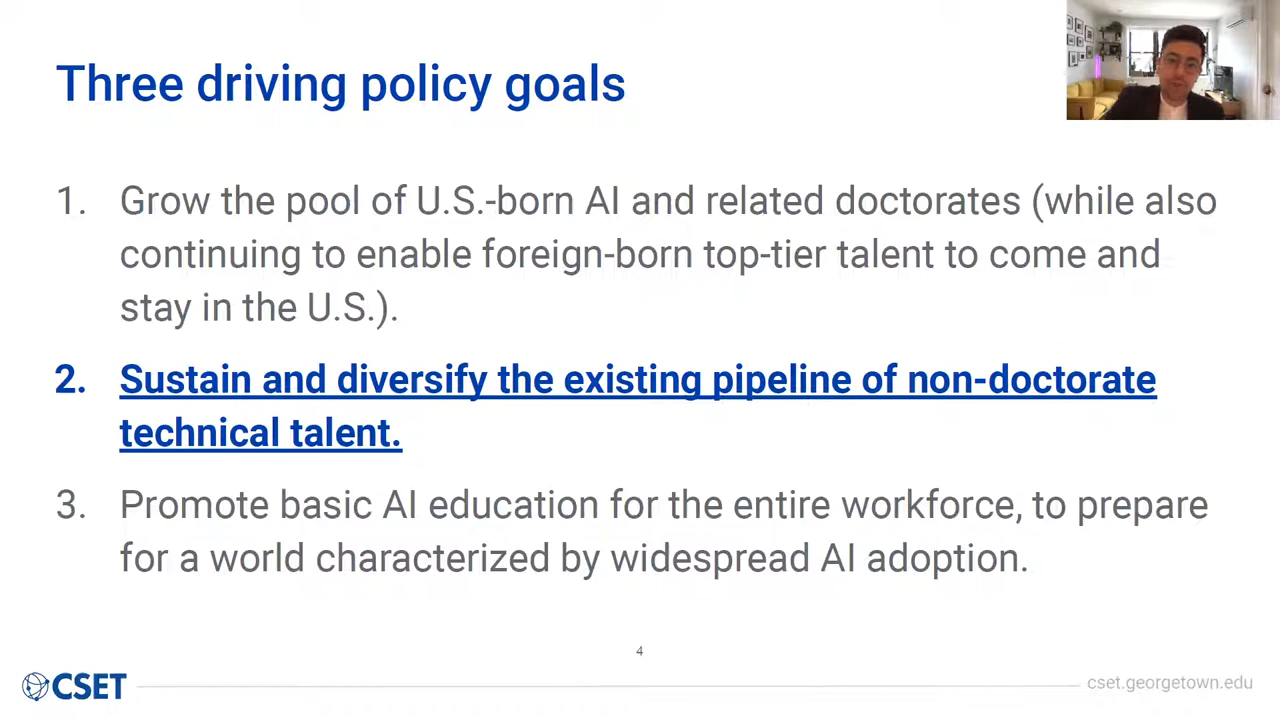 Three driving policy goals
1. Grow the pool of U.S.-born AI and related doctorates (while also
continuing to enable foreign-born top-tier talent to come and
stay in the U.S.).
2. Sustain and diversify the existing pipeline of non-doctorate
technical talent.
3. Promote basic AI education for the entire workforce, to prepare
for a world characterized by widespread AI adoption.
4
CSET
cset.georgetown.edu